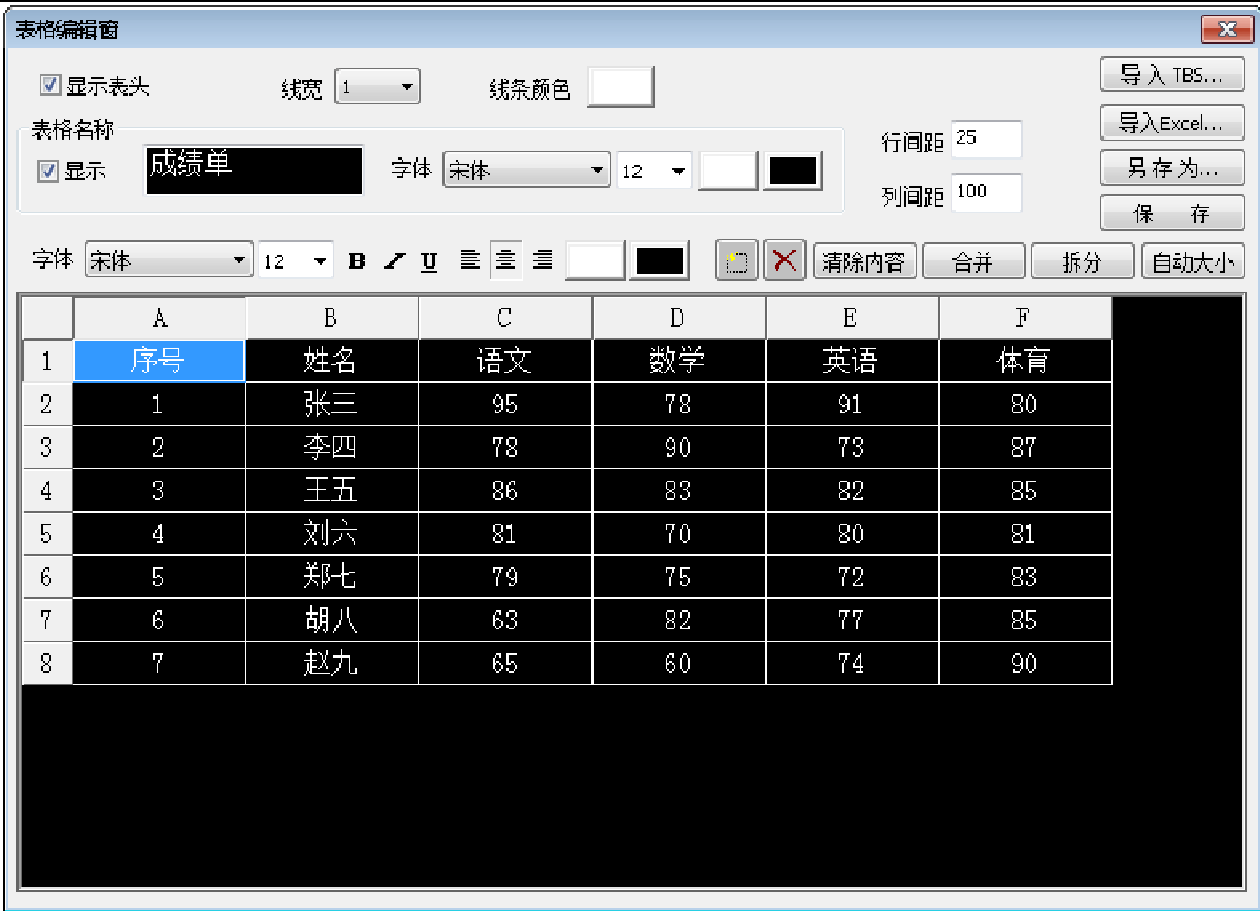 表格编辑窗
显示表头 线宽 1 线条颜色 导入TBS...
表格名称 导入Excel...
显示 成绩单 字体 宋体 12 行间距 25 另存为...
列间距 100 保 存
字体 宋体 12 B I U 清除内容 合并 拆分 自动大小
A B C D E F
1 序号 姓名 语文 数学 英语 体育
2 1 张三 95 78 91 80
3 2 李四 78 90 73 87
4 3 王五 86 83 82 85
5 4 刘六 81 70 80 81
6 5 郑七 79 75 72 83
7 6 胡八 63 82 77 85
8 7 赵九 65 60 74 90